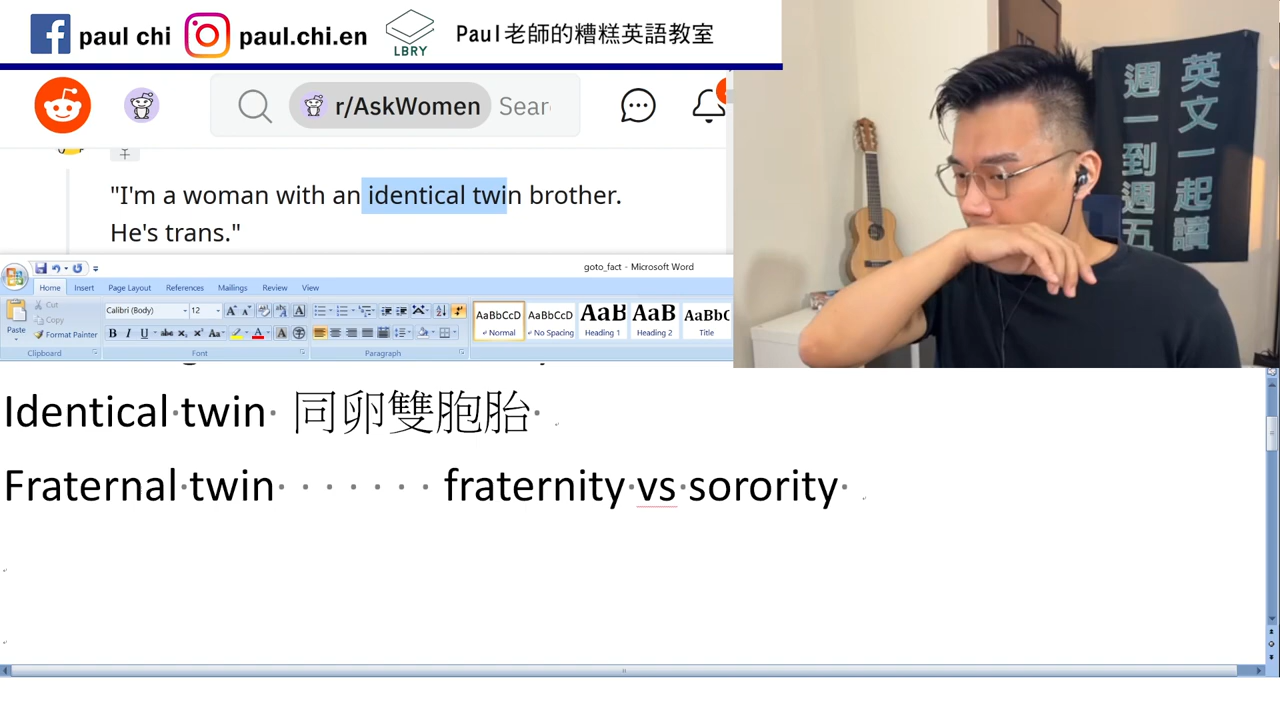 paul chi
paul.chi.en
LBRY
Paul老師的糟糕英語教室
r/AskWomen
"I'm a woman with an identical twin brother.
He's trans."
goto_fact - Microsoft Word
Home Insert Page Layout References Mailings Review View
Paste
Cut
Copy
Format Painter
Clipboard
Calibri (Body) 12
Font
Paragraph
AaBbCcD AaBbCcD AaBb AaBb AaBbC
Normal No Spacing Heading 1 Heading 2 Title
Identical twin 同卵雙胞胎
Fraternal twin fraternity vs sorority
英文一起讀
週一到週五